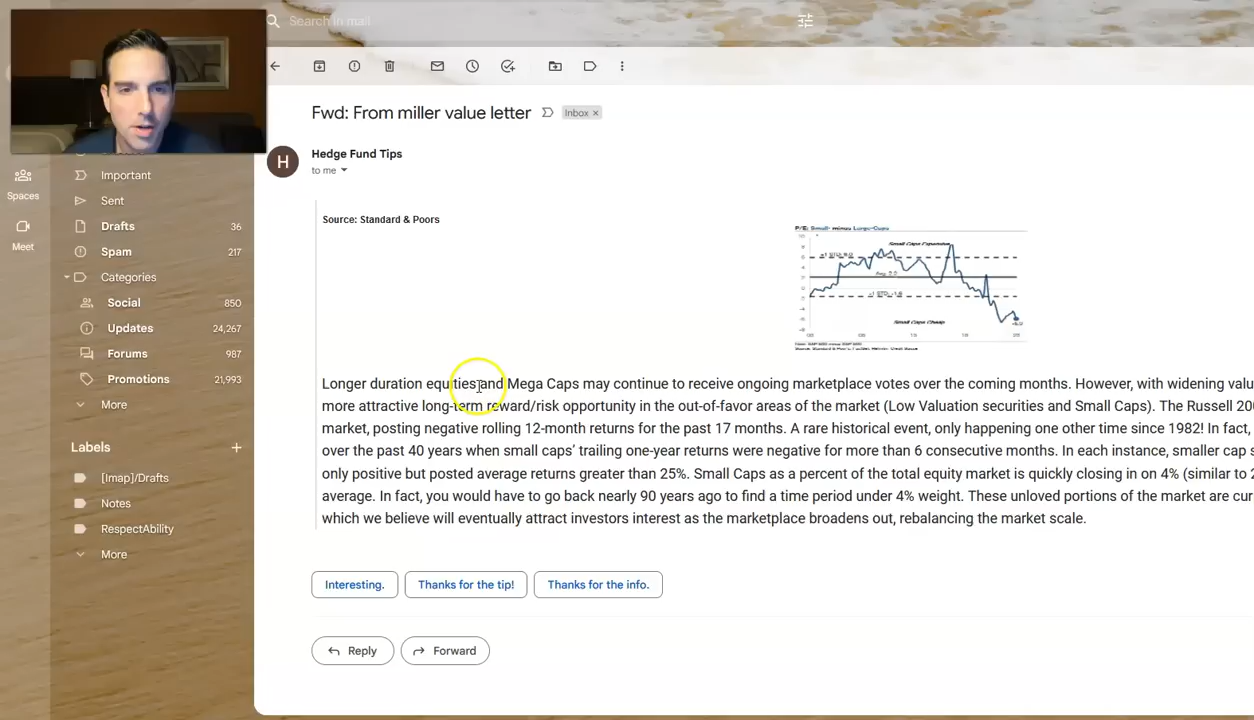 Search in mail
Fwd: From miller value letter
Inbox ×
H
Hedge Fund Tips
to me
Spaces
Meet
Important
Sent
Drafts 36
Spam 217
Categories
Social 850
Updates 24,267
Forums 987
Promotions 21,993
More
Labels +
[Imap]/Drafts
Notes
RespectAbility
More
Source: Standard & Poors
P/E: Small- minus Large-Caps
Small Caps Expensive
Small Caps Cheap
Longer duration equities and Mega Caps may continue to receive ongoing marketplace votes over the coming months. However, with widening valu
more attractive long-term reward/risk opportunity in the out-of-favor areas of the market (Low Valuation securities and Small Caps). The Russell 20
market, posting negative rolling 12-month returns for the past 17 months. A rare historical event, only happening one other time since 1982! In fact,
over the past 40 years when small caps' trailing one-year returns were negative for more than 6 consecutive months. In each instance, smaller cap s
only positive but posted average returns greater than 25%. Small Caps as a percent of the total equity market is quickly closing in on 4% (similar to 2
average. In fact, you would have to go back nearly 90 years ago to find a time period under 4% weight. These unloved portions of the market are cur
which we believe will eventually attract investors interest as the marketplace broadens out, rebalancing the market scale.
Interesting.
Thanks for the tip!
Thanks for the info.
Reply
Forward